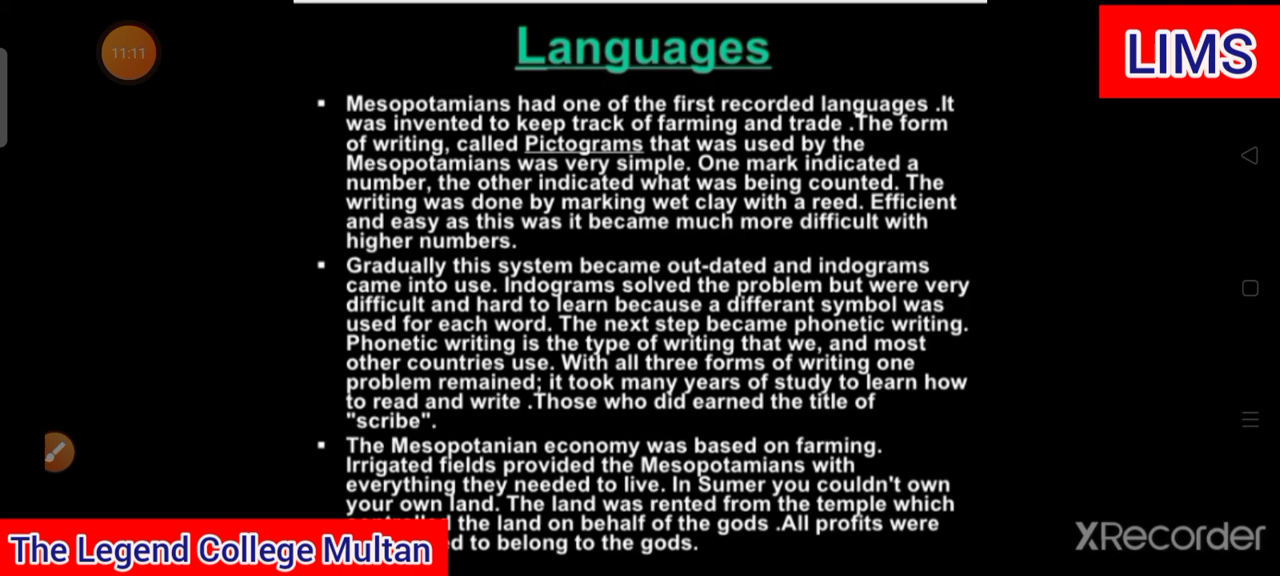 Languages
11:11
LIMS
▪ Mesopotamians had one of the first recorded languages .It
was invented to keep track of farming and trade .The form
of writing, called Pictograms that was used by the
Mesopotamians was very simple. One mark indicated a
number, the other indicated what was being counted. The
writing was done by marking wet clay with a reed. Efficient
and easy as this was it became much more difficult with
higher numbers.
▪ Gradually this system became out-dated and indograms
came into use. Indograms solved the problem but were very
difficult and hard to learn because a differant symbol was
used for each word. The next step became phonetic writing.
Phonetic writing is the type of writing that we, and most
other countries use. With all three forms of writing one
problem remained; it took many years of study to learn how
to read and write .Those who did earned the title of
"scribe".
▪ The Mesopotanian economy was based on farming.
Irrigated fields provided the Mesopotamians with
everything they needed to live. In Sumer you couldn't own
your own land. The land was rented from the temple which
the land on behalf of the gods .All profits were
to belong to the gods.
The Legend College Multan
XRecorder